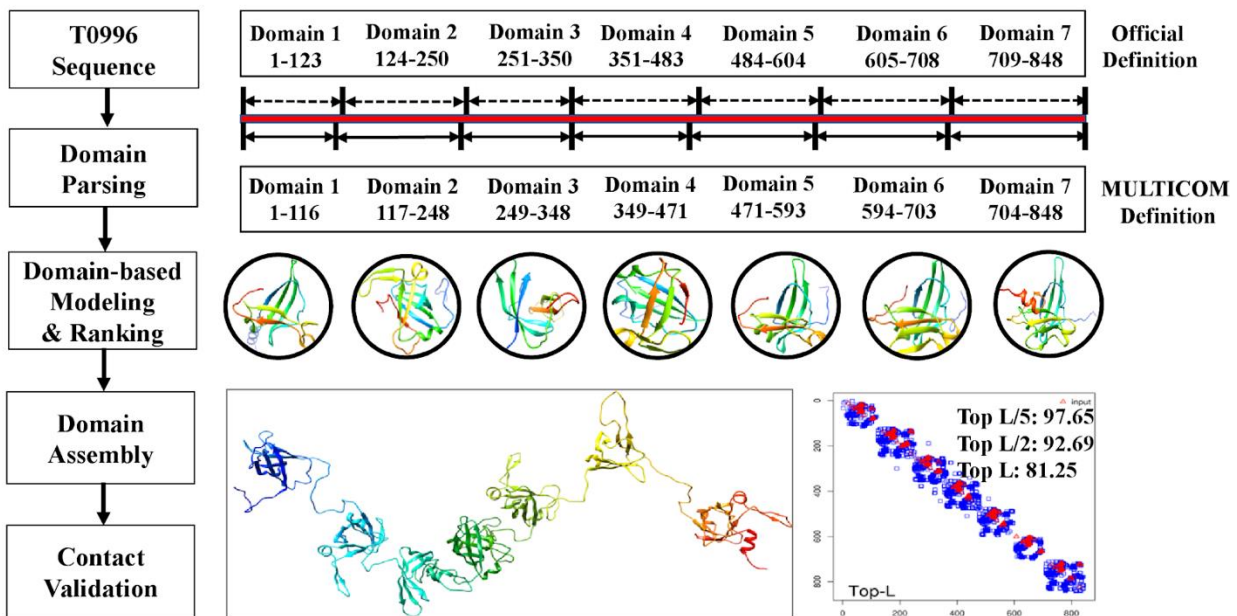 T0996
Sequence
Domain
Parsing
Domain-based
Modeling
& Ranking
Domain
Assembly
Contact
Validation
Domain 1 Domain 2 Domain 3 Domain 4 Domain 5 Domain 6 Domain 7
1-123 124-250 251-350 351-483 484-604 605-708 709-848
Official
Definition
Domain 1 Domain 2 Domain 3 Domain 4 Domain 5 Domain 6 Domain 7
1-116 117-248 249-348 349-471 471-593 594-703 704-848
MULTICOM
Definition
input
Top L/5: 97.65
Top L/2: 92.69
Top L: 81.25
0
200
400
600
800
Top-L
0 200 400 600 800